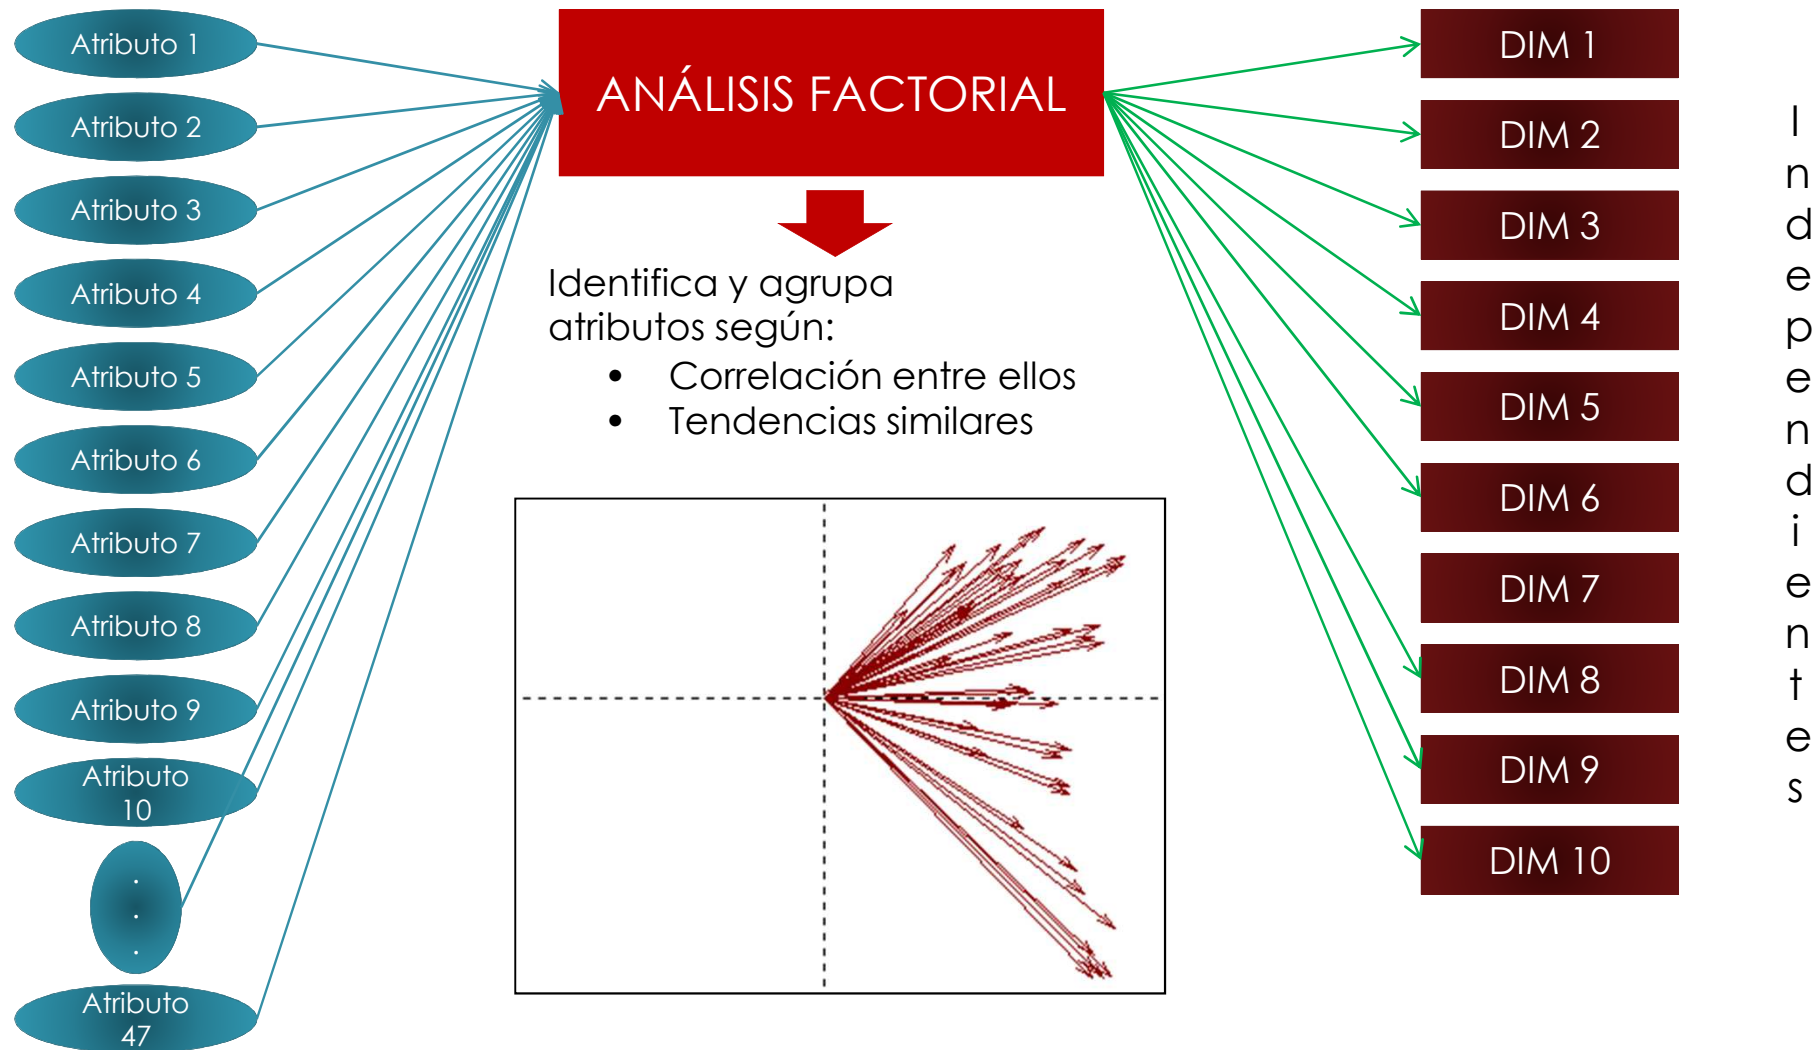 Atributo 1
Atributo 2
Atributo 3
Atributo 4
Atributo 5
Atributo 6
Atributo 7
Atributo 8
Atributo 9
Atributo
10
.
.
.
Atributo
47
ANÁLISIS FACTORIAL
Identifica y agrupa
atributos según:
• Correlación entre ellos
• Tendencias similares
DIM 1
DIM 2
DIM 3
DIM 4
DIM 5
DIM 6
DIM 7
DIM 8
DIM 9
DIM 10
Independientes